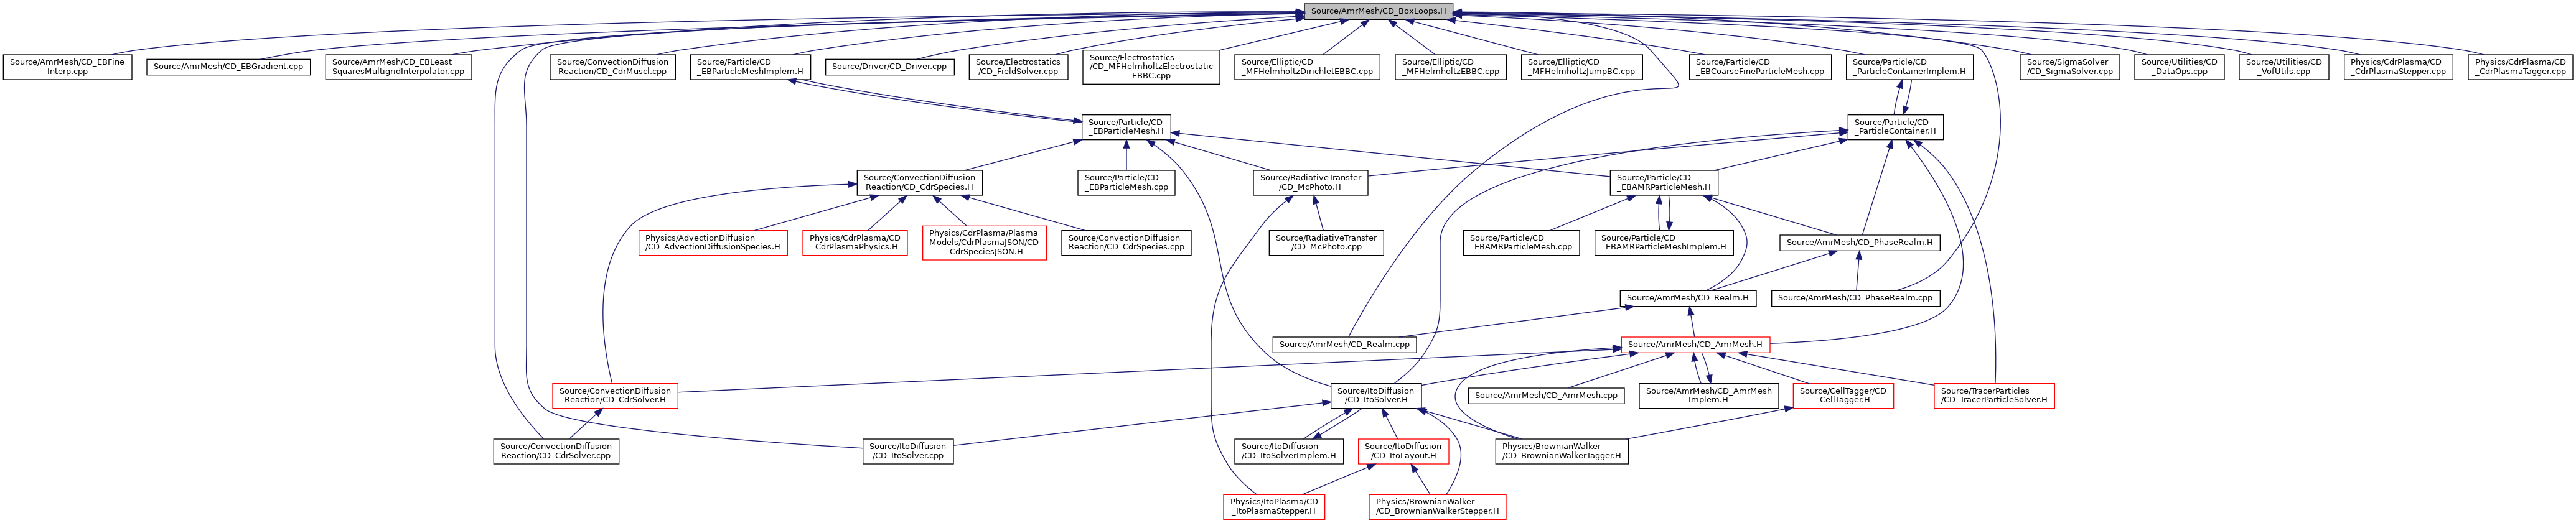 Source/AmrMesh/CD_BoxLoops.H
Source/AmrMesh/CD_EBFine
Interp.cpp
Source/AmrMesh/CD_EBGradient.cpp
Source/AmrMesh/CD_EBLeast
SquaresMultigridInterpolator.cpp
Source/ConvectionDiffusion
Reaction/CD_CdrMuscl.cpp
Source/Particle/CD
_EBParticleMeshImplem.H
Source/Driver/CD_Driver.cpp
Source/Electrostatics
/CD_FieldSolver.cpp
Source/Electrostatics
/CD_MFHelmholtzElectrostatic
EBBC.cpp
Source/Elliptic/CD
_MFHelmholtzDirichletEBBC.cpp
Source/Elliptic/CD
_MFHelmholtzEBBC.cpp
Source/Elliptic/CD
_MFHelmholtzJumpBC.cpp
Source/Particle/CD
_EBCoarseFineParticleMesh.cpp
Source/Particle/CD
_ParticleContainerImplem.H
Source/SigmaSolver
/CD_SigmaSolver.cpp
Source/Utilities/CD
_DataOps.cpp
Source/Utilities/CD
_VofUtils.cpp
Physics/CdrPlasma/CD
_CdrPlasmaStepper.cpp
Physics/CdrPlasma/CD
_CdrPlasmaTagger.cpp
Source/Particle/CD
_EBParticleMesh.H
Source/Particle/CD
_ParticleContainer.H
Source/ConvectionDiffusion
Reaction/CD_CdrSpecies.H
Source/Particle/CD
_EBParticleMesh.cpp
Source/RadiativeTransfer
/CD_McPhoto.H
Source/Particle/CD
_EBAMRParticleMesh.H
Physics/AdvectionDiffusion
/CD_AdvectionDiffusionSpecies.H
Physics/CdrPlasma/CD
_CdrPlasmaPhysics.H
Physics/CdrPlasma/Plasma
Models/CdrPlasmaJSON/CD
_CdrSpeciesJSON.H
Source/ConvectionDiffusion
Reaction/CD_CdrSpecies.cpp
Source/RadiativeTransfer
/CD_McPhoto.cpp
Source/Particle/CD
_EBAMRParticleMesh.cpp
Source/Particle/CD
_EBAMRParticleMeshImplem.H
Source/AmrMesh/CD_PhaseRealm.H
Source/AmrMesh/CD_Realm.H
Source/AmrMesh/CD_PhaseRealm.cpp
Source/AmrMesh/CD_Realm.cpp
Source/AmrMesh/CD_AmrMesh.H
Source/ConvectionDiffusion
Reaction/CD_CdrSolver.H
Source/ItoDiffusion
/CD_ItoSolver.H
Source/AmrMesh/CD_AmrMesh.cpp
Source/AmrMesh/CD_AmrMesh
Implem.H
Source/CellTagger/CD
_CellTagger.H
Source/TracerParticles
/CD_TracerParticleSolver.H
Source/ConvectionDiffusion
Reaction/CD_CdrSolver.cpp
Source/ItoDiffusion
/CD_ItoSolver.cpp
Source/ItoDiffusion
/CD_ItoSolverImplem.H
Source/ItoDiffusion
/CD_ItoLayout.H
Physics/BrownianWalker
/CD_BrownianWalkerTagger.H
Physics/ItoPlasma/CD
_ItoPlasmaStepper.H
Physics/BrownianWalker
/CD_BrownianWalkerStepper.H